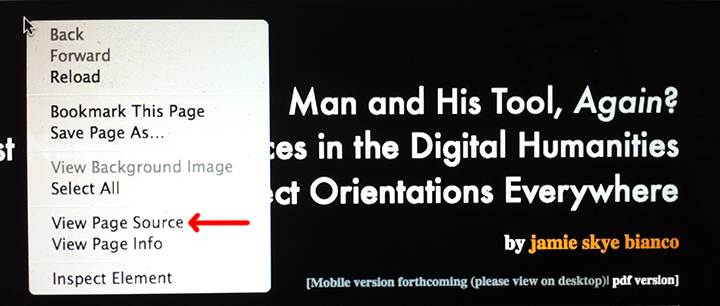 Back
Forward
Reload
Bookmark This Page
Save Page As...
View Background Image
Select All
View Page Source
View Page Info
Inspect Element
Man and His Tool, Again?
st ces in the Digital Humanities
ct Orientations Everywhere
by jamie skye bianco
[Mobile version forthcoming (please view on desktop)| pdf version]